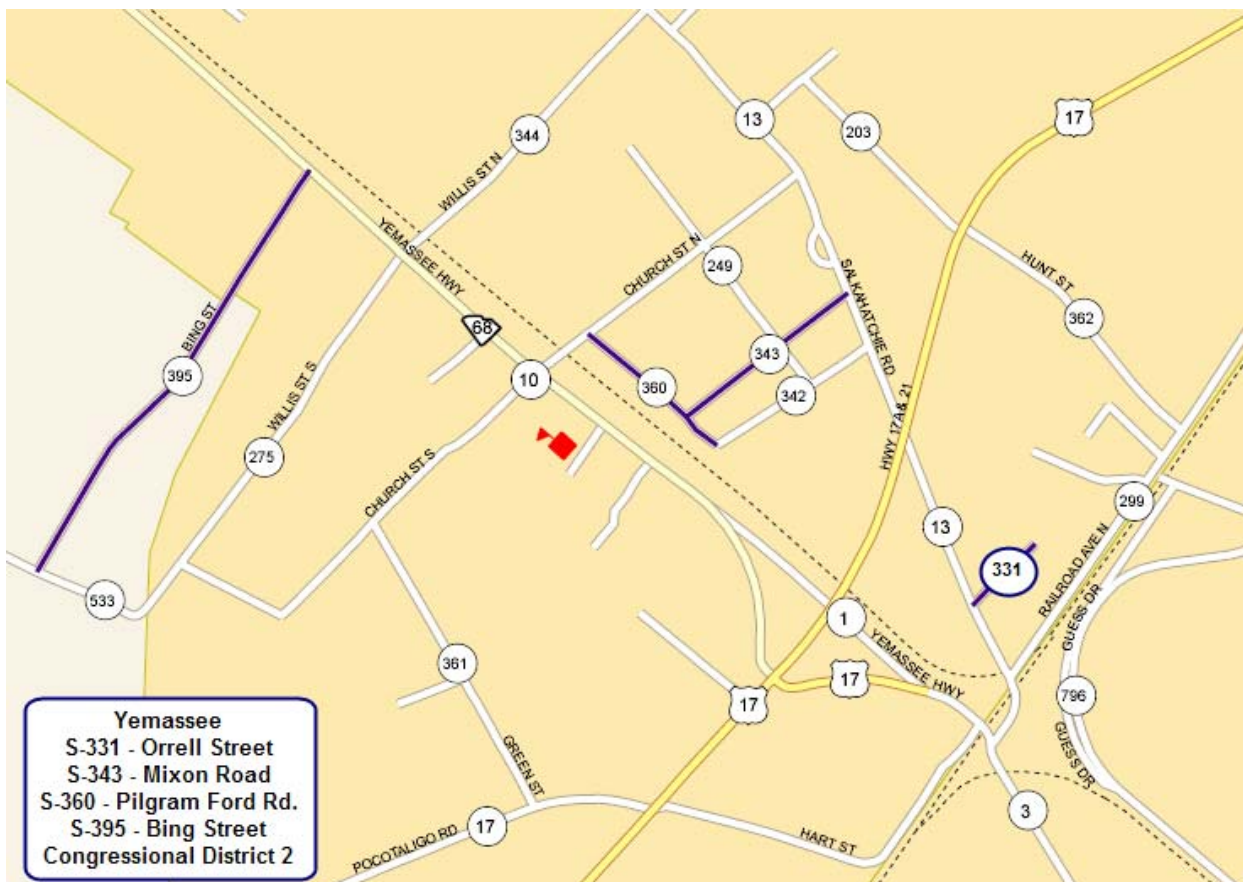 17
13
203
344
WILLIS ST N
YEMASSEE HWY
CHURCH ST N
249
SALKAHATCHIE RD
HUNT ST
362
BING ST
68
343
395
10
360
342
WILLIS ST S
275
HWY 17A& 21
CHURCH ST S
299
13
RAILROAD AVE N
331
533
GUESS DR
1
YEMASSEE HWY
361
17
17
796
GUESS DR
GREEN ST
3
17
POCOTALIGO RD
HART ST
Yemassee
S-331 - Orrell Street
S-343 - Mixon Road
S-360 - Pilgram Ford Rd.
S-395 - Bing Street
Congressional District 2